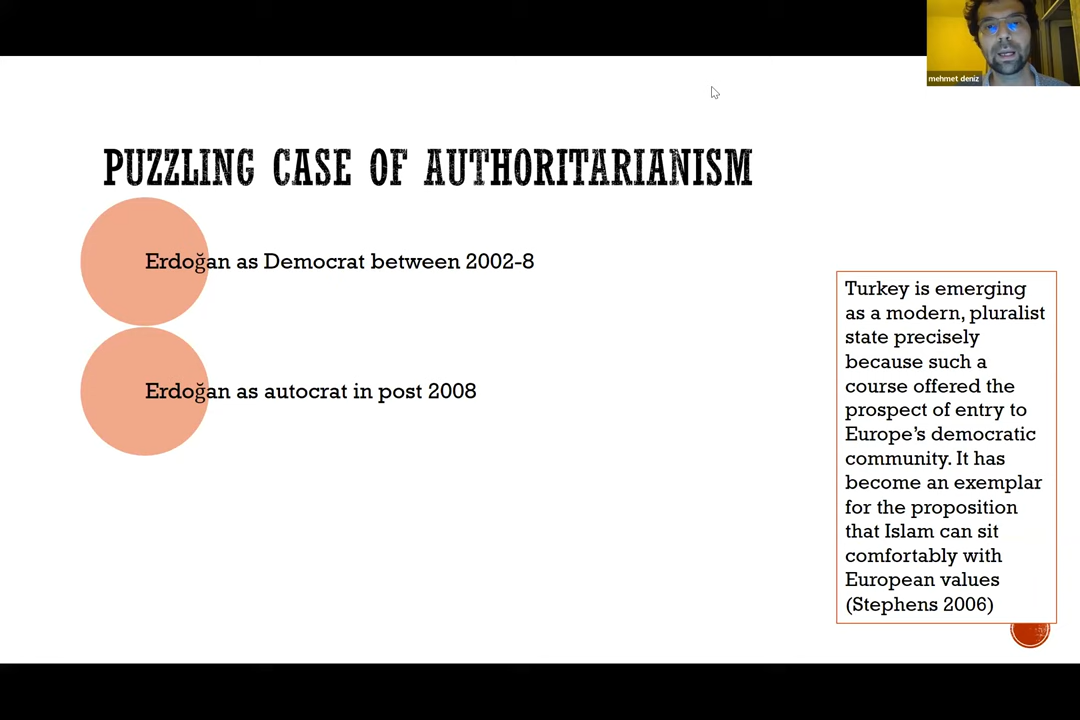 mehmet deniz
PUZZLING CASE OF AUTHORITARIANISM
Erdoğan as Democrat between 2002-8
Erdoğan as autocrat in post 2008
Turkey is emerging
as a modern, pluralist
state precisely
because such a
course offered the
prospect of entry to
Europe’s democratic
community. It has
become an exemplar
for the proposition
that Islam can sit
comfortably with
European values
(Stephens 2006)